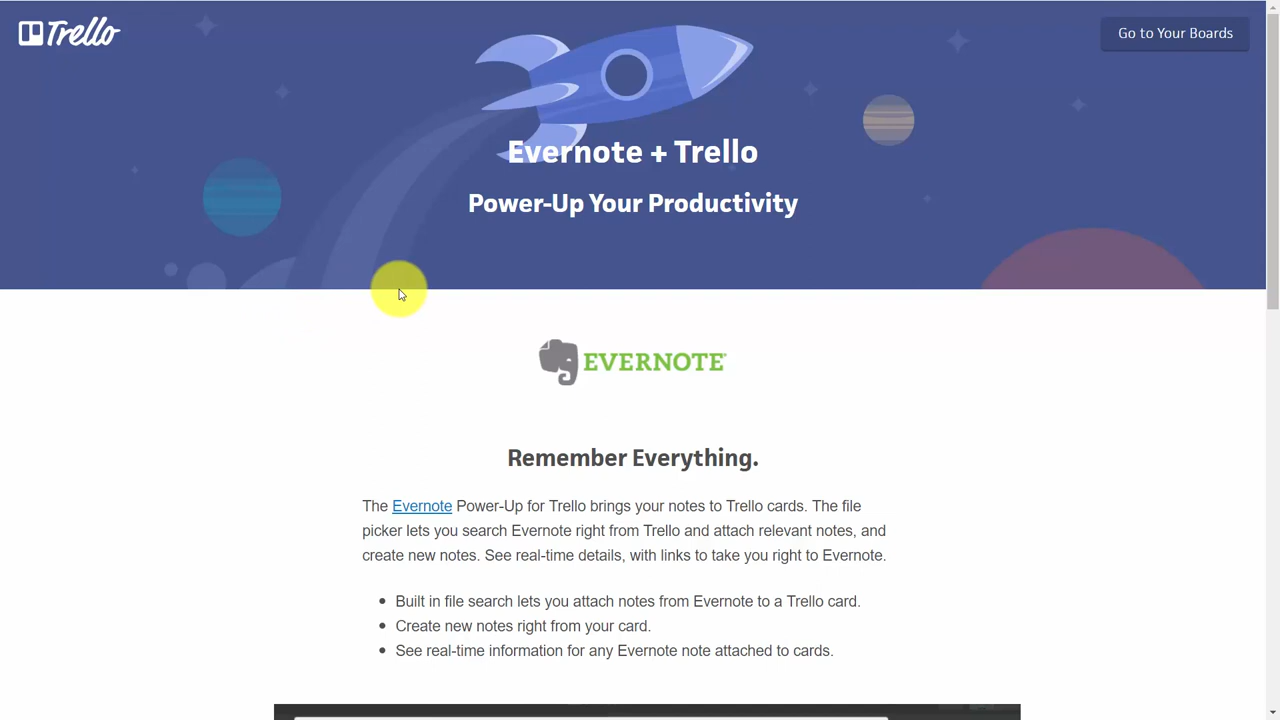 Trello
Go to Your Boards
Evernote + Trello
Power-Up Your Productivity
EVERNOTE
Remember Everything.
The Evernote Power-Up for Trello brings your notes to Trello cards. The file
picker lets you search Evernote right from Trello and attach relevant notes, and
create new notes. See real-time details, with links to take you right to Evernote.
• Built in file search lets you attach notes from Evernote to a Trello card.
• Create new notes right from your card.
• See real-time information for any Evernote note attached to cards.